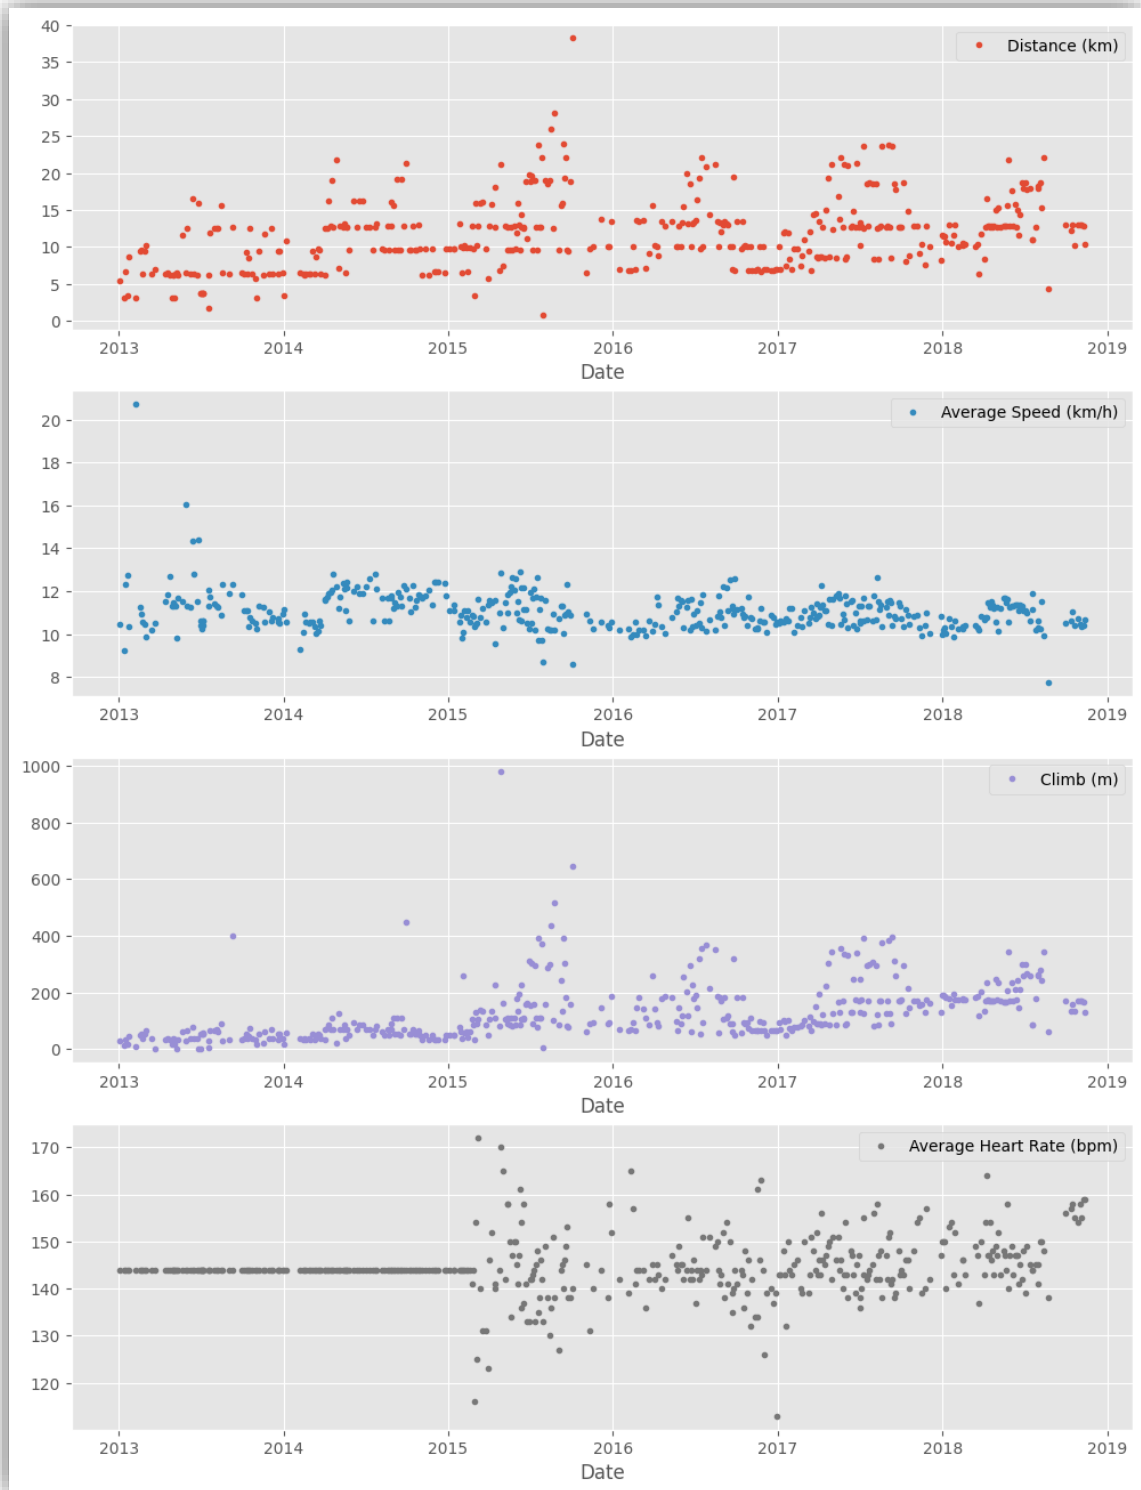 40
35
30
25
20
15
10
5
0
Distance (km)
2013 2014 2015 2016 2017 2018 2019
Date
20
18
16
14
12
10
8
Average Speed (km/h)
2013 2014 2015 2016 2017 2018 2019
Date
1000
800
600
400
200
0
Climb (m)
2013 2014 2015 2016 2017 2018 2019
Date
170
160
150
140
130
120
Average Heart Rate (bpm)
2013 2014 2015 2016 2017 2018 2019
Date